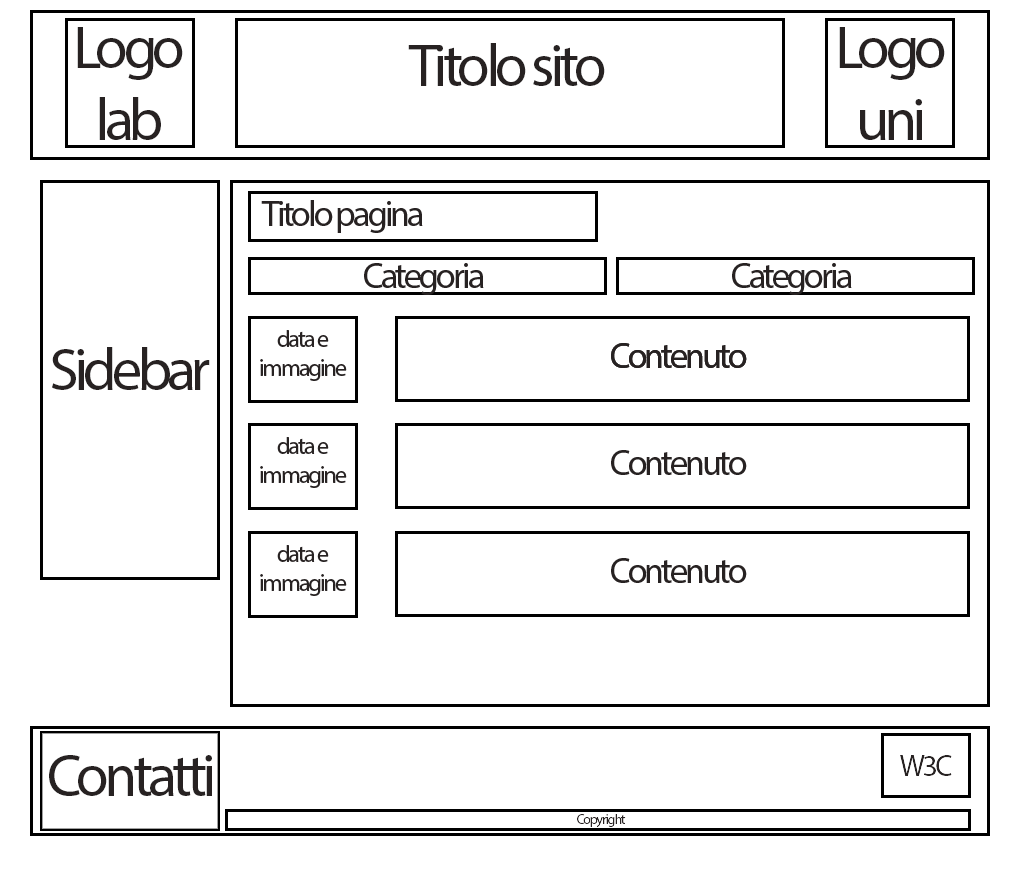 Logo
lab
Titolo sito
Logo
uni
Sidebar
Titolo pagina
Categoria
Categoria
data e
immagine
Contenuto
data e
immagine
Contenuto
data e
immagine
Contenuto
Contatti
W3C
Copyright